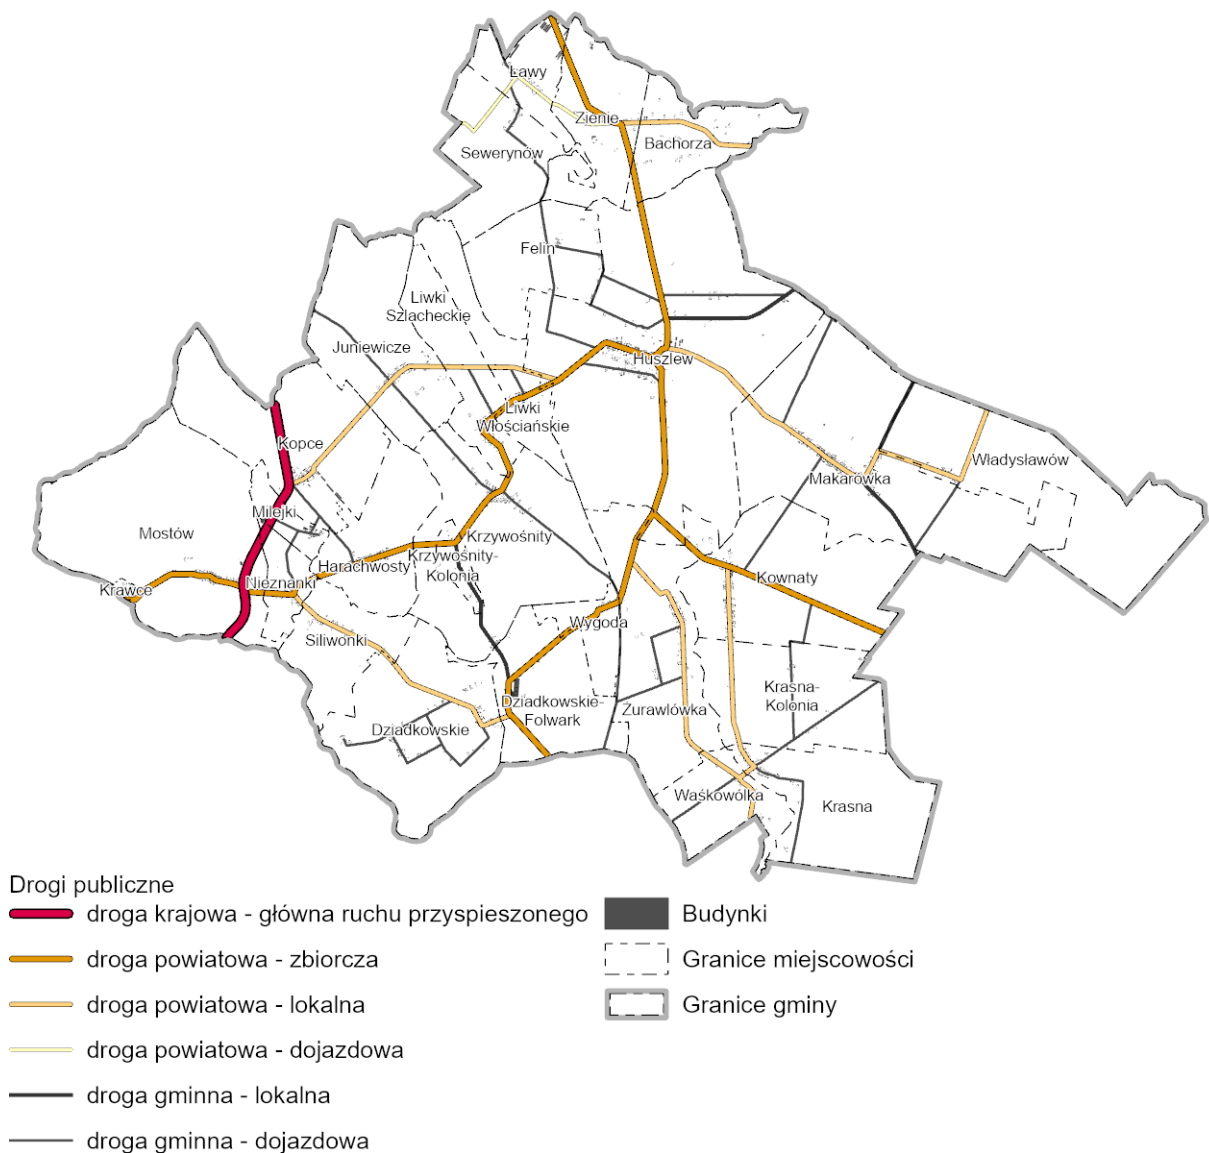 Ławy
Zienie
Bachorza
Sewerynów
Felin
Liwki
Szlacheckie
Juniewicze
Huszlew
Liwki
Włościańskie
Kopce
Władysławów
Makarówka
Milejki
Mostów
Krzywośnity
Krzywośnity-
Kolonia
Harachwosty
Kownaty
Nieznanki
Krawce
Siliwonki
Wygoda
Krasna-
Kolonia
Dziadkowskie-
Folwark
Żurawlówka
Dziadkowskie
Waśkowólka
Krasna
Drogi publiczne
droga krajowa - główna ruchu przyspieszonego
droga powiatowa - zbiorcza
droga powiatowa - lokalna
droga powiatowa - dojazdowa
droga gminna - lokalna
droga gminna - dojazdowa
Budynki
Granice miejscowości
Granice gminy